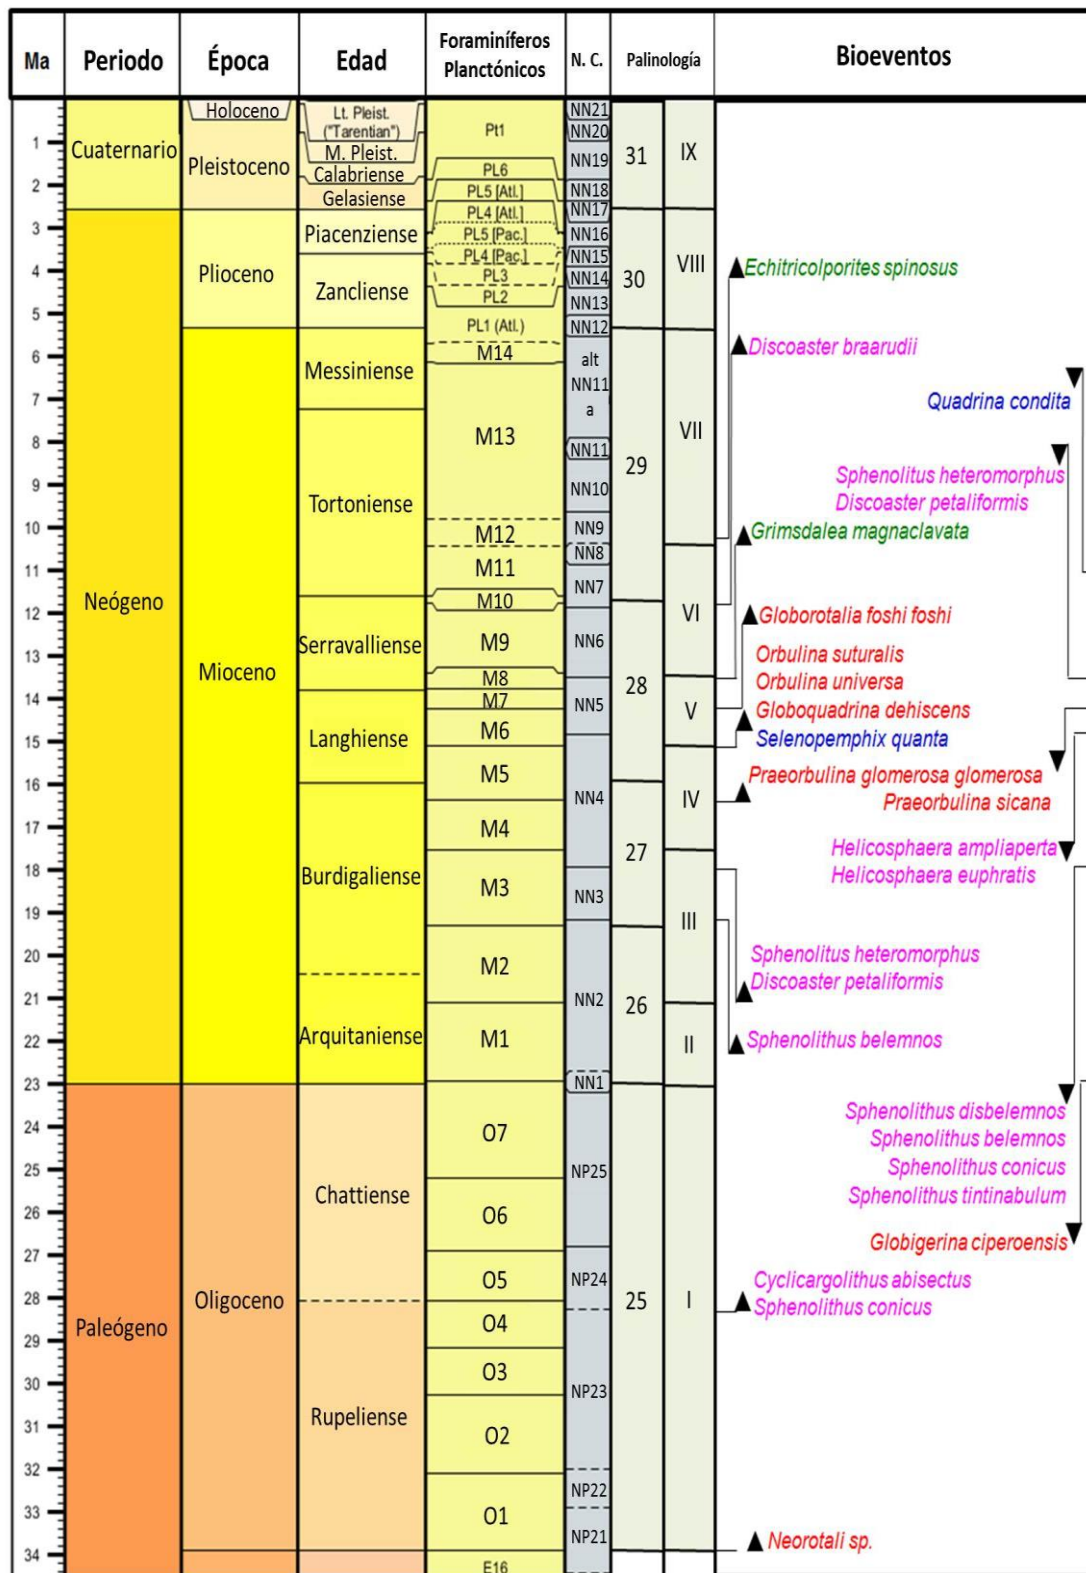 Ma
Periodo
Época
Edad
Foraminíferos
Planctónicos
N. C.
Palinología
Bioeventos
1
2
3
4
5
6
7
8
9
10
11
12
13
14
15
16
17
18
19
20
21
22
23
24
25
26
27
28
29
30
31
32
33
34
Cuaternario
Neógeno
Paleógeno
Holoceno
Pleistoceno
Plioceno
Mioceno
Oligoceno
Lt. Pleist.
("Tarentian")
M. Pleist.
Calabriense
Gelasiense
Piacenziense
Zancliense
Messiniense
Tortoniense
Serravalliense
Langhiense
Burdigaliense
Arquitaniense
Chattiense
Rupeliense
Pt1
PL6
PL5 [Atl.]
PL4 [Atl.]
PL5 [Pac.]
PL4 [Pac.]
PL3
PL2
PL1 (Atl.)
M14
M13
M12
M11
M10
M9
M8
M7
M6
M5
M4
M3
M2
M1
O7
O6
O5
O4
O3
O2
O1
E16
NN21
NN20
NN19
NN18
NN17
NN16
NN15
NN14
NN13
NN12
alt
NN11
a
NN11
NN10
NN9
NN8
NN7
NN6
NN5
NN4
NN3
NN2
NN1
NP25
NP24
NP23
NP22
NP21
31
30
29
28
27
26
25
IX
VIII
VII
VI
V
IV
III
II
I
Echitricolporites spinosus
Discoaster braarudii
Quadrina condita
Sphenolitus heteromorphus
Discoaster petaliformis
Grimsdalea magnaclavata
Globorotalia foshi foshi
Orbulina suturalis
Orbulina universa
Globoquadrina dehiscens
Selenopemphix quanta
Praeorbulina glomerosa glomerosa
Praeorbulina sicana
Helicosphaera ampliaperta
Helicosphaera euphratis
Sphenolitus heteromorphus
Discoaster petaliformis
Sphenolithus belemnos
Sphenolithus disbelemnos
Sphenolithus belemnos
Sphenolithus conicus
Sphenolithus tintinabulum
Globigerina ciperoensis
Cyclicargolithus abisectus
Sphenolithus conicus
Neorotali sp.